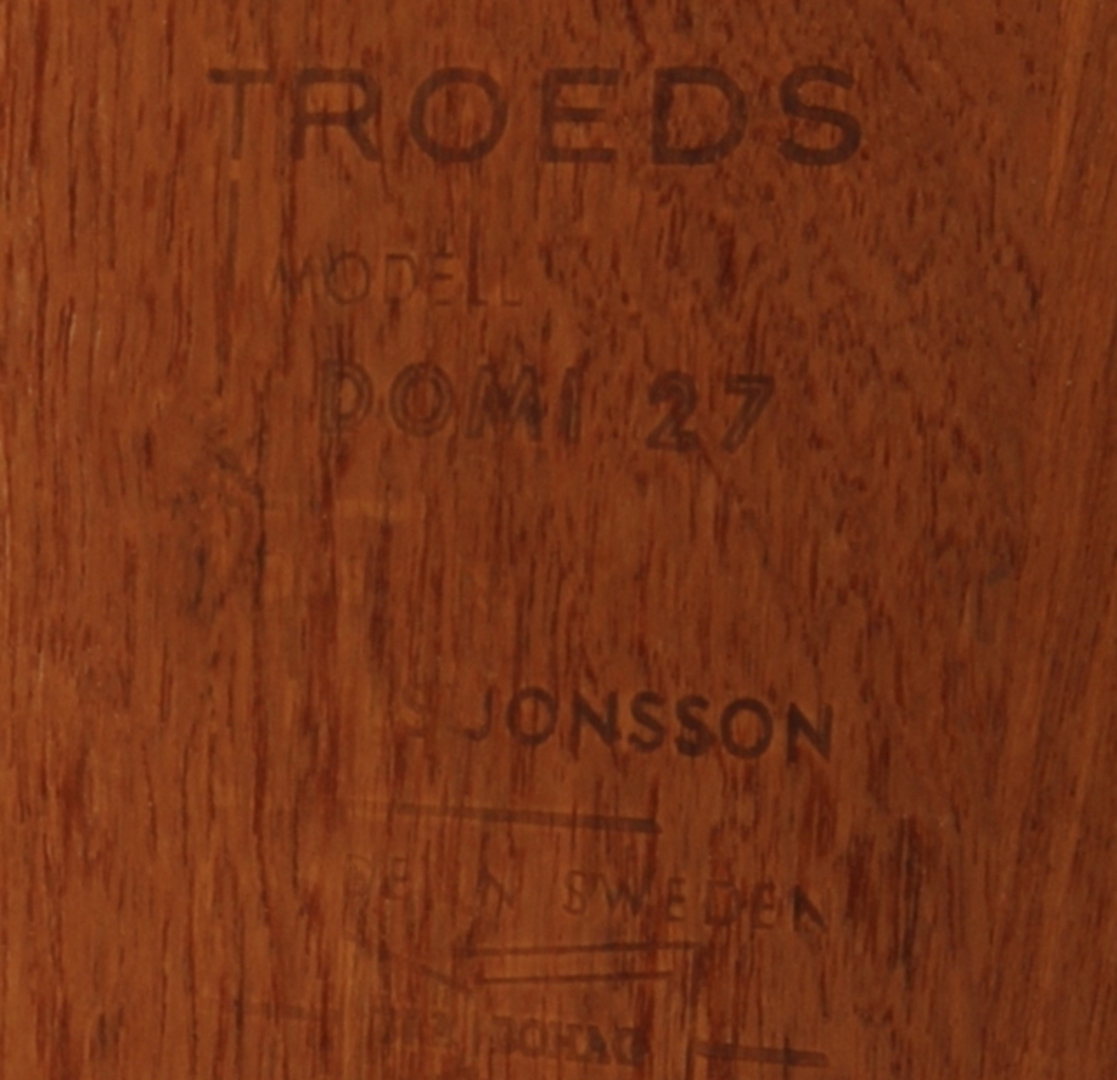 TROEDS
MODELL
DOMI 27
S JONSSON
SWEDEN